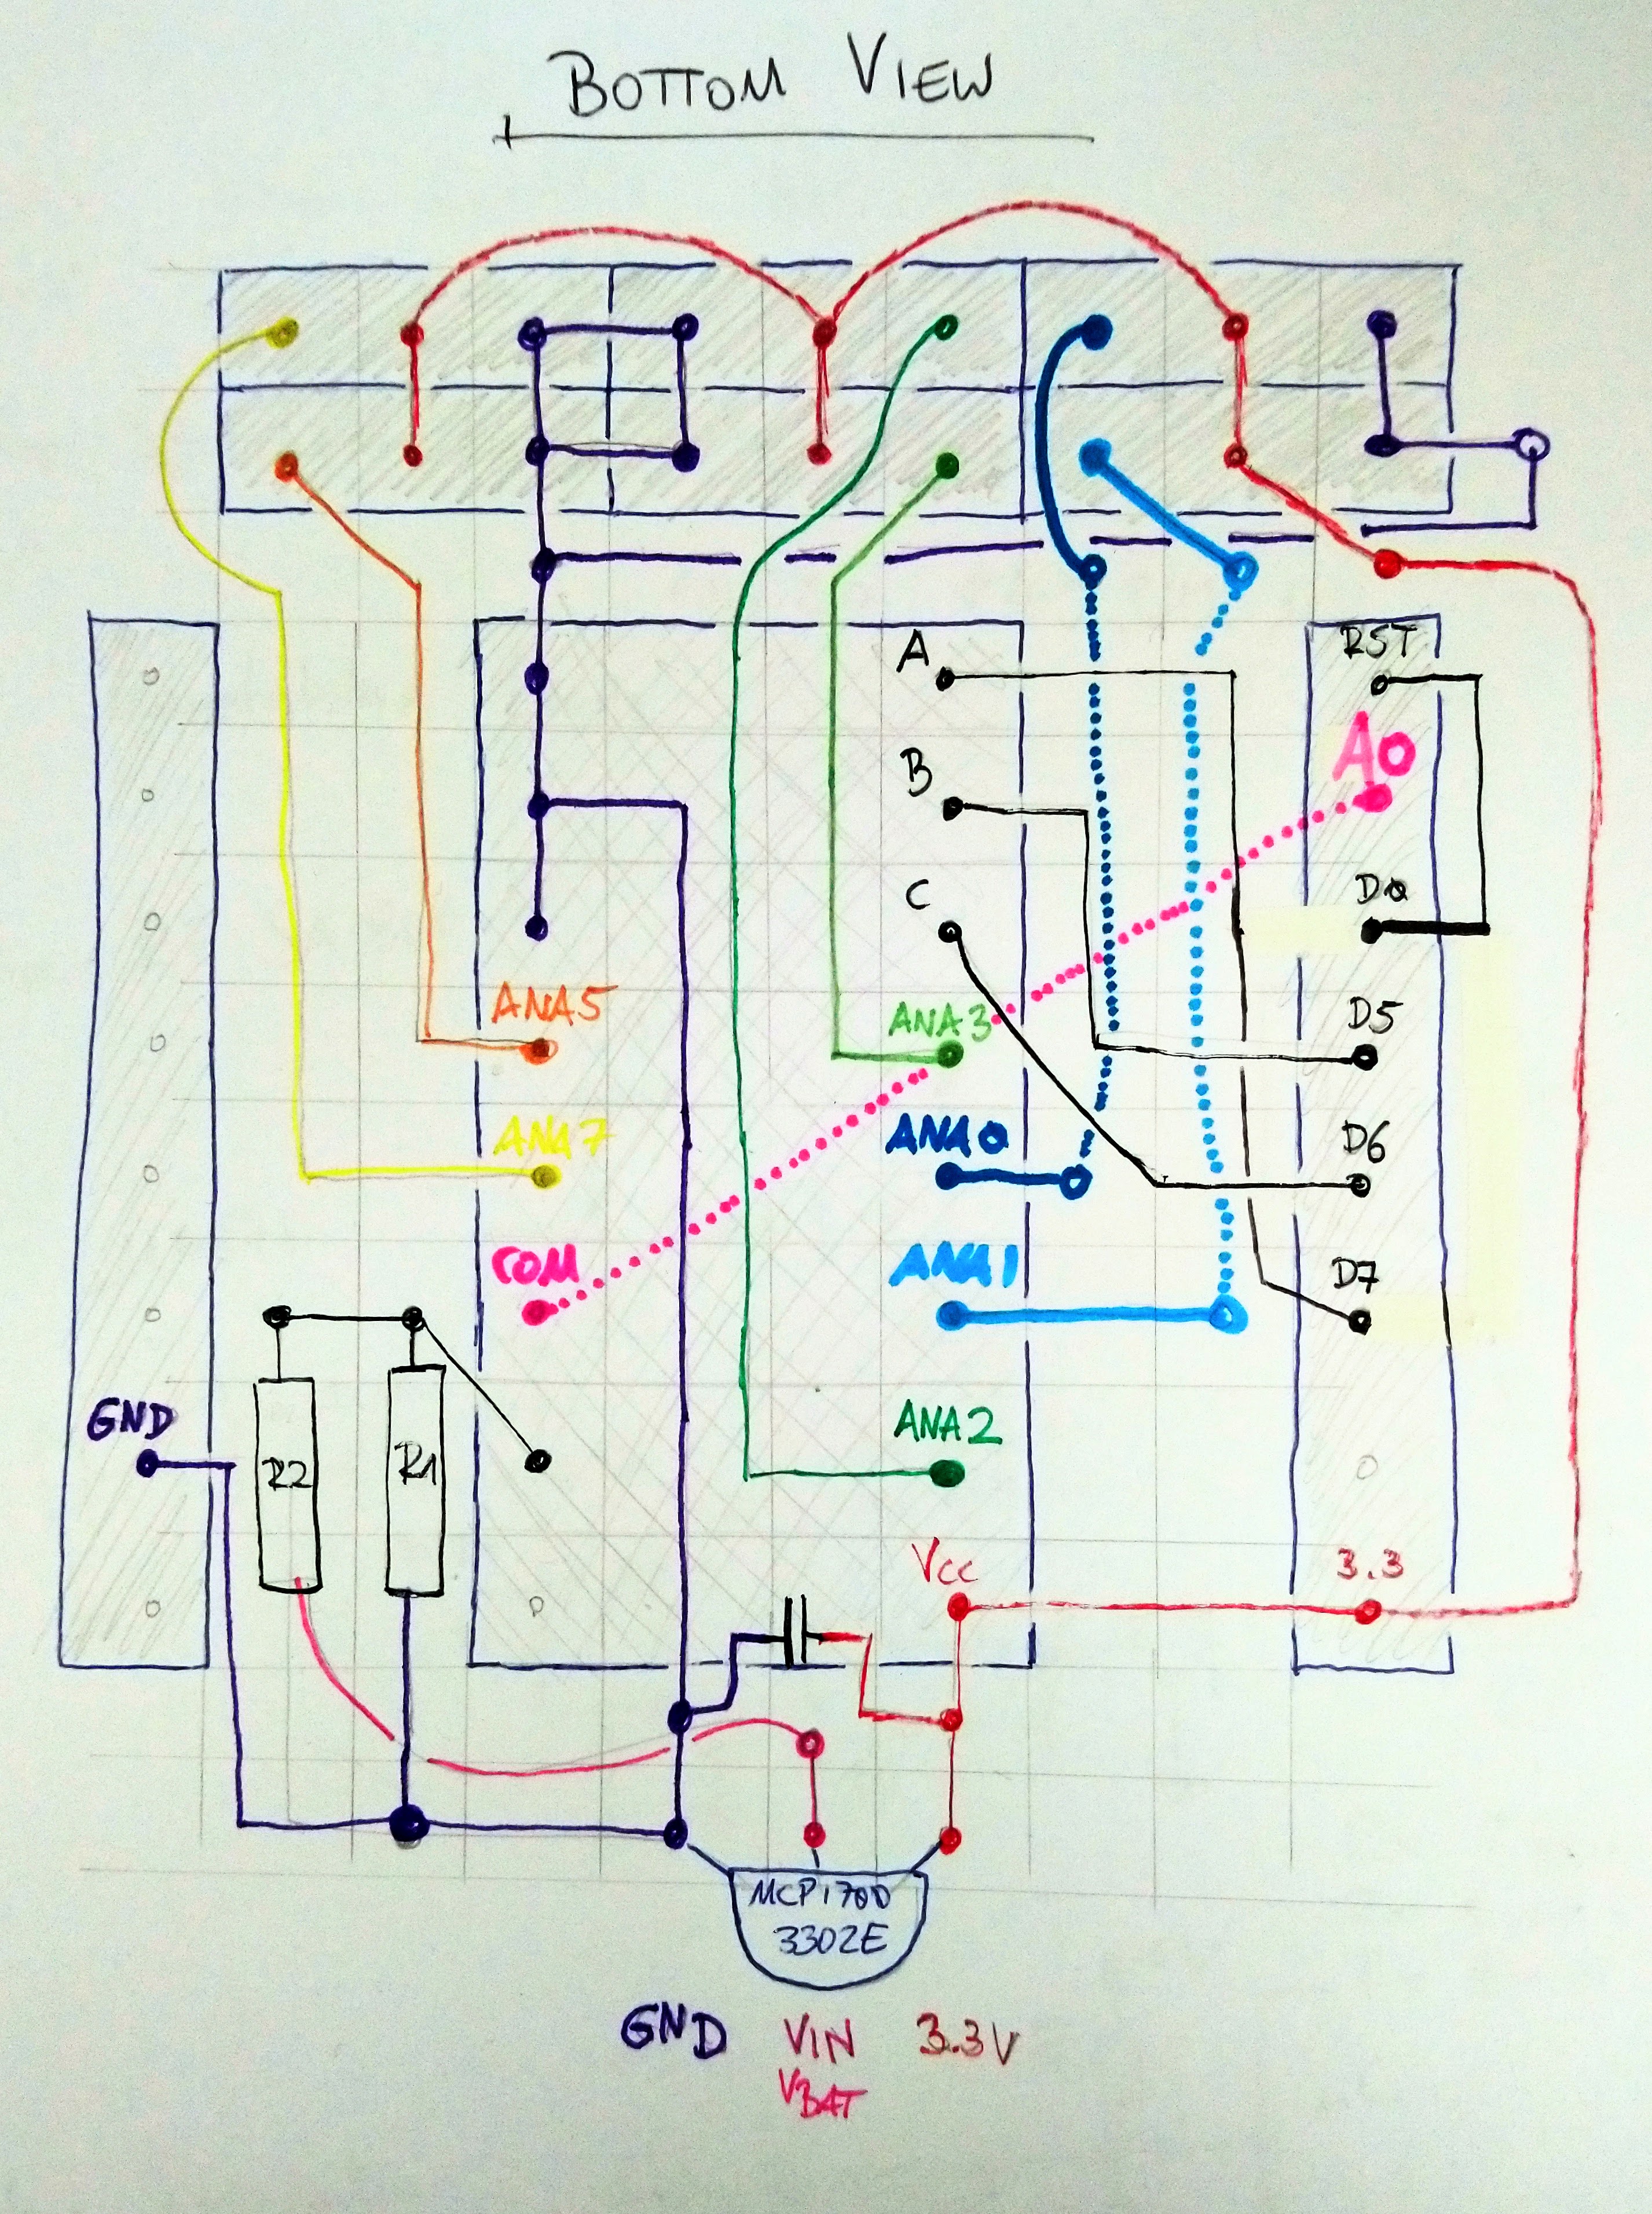 BOTTOM VIEW
RST
A
A0
B
D0
C
ANA5
ANA3
D5
ANA7
ANA0
D6
COM
ANA1
D7
GND
R2
R1
ANA2
VCC
3.3
MCP1700
3302E
GND VIN 3.3V
VBAT